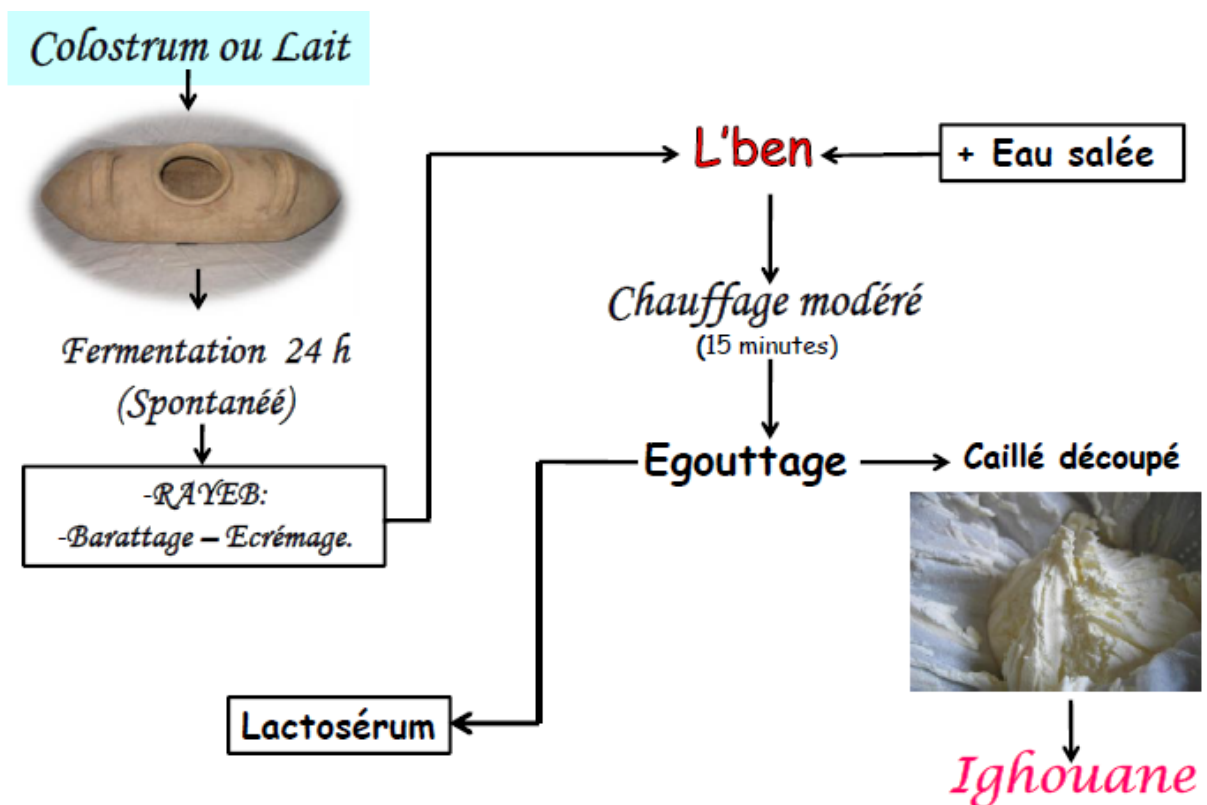 Colostrum ou Lait
Fermentation 24 h
(Spontanéé)
-RAYEB:
-Barattage – Ecrémage.
L'ben
+ Eau salée
Chauffage modéré
(15 minutes)
Egouttage
Caillé découpé
Lactosérum
Ighouane